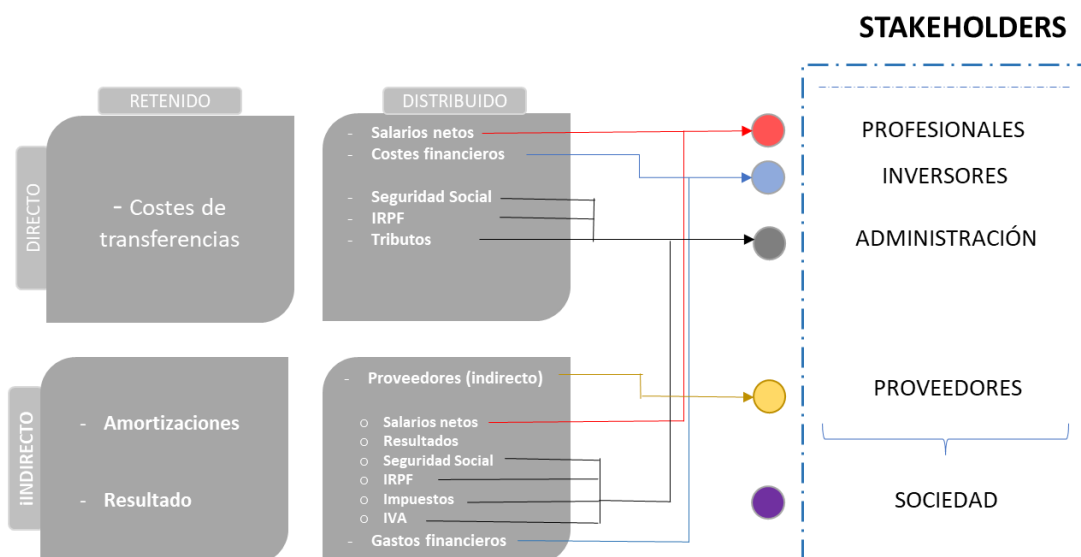 STAKEHOLDERS
RETENIDO
DISTRIBUIDO
DIRECTO
- Costes de
transferencias
- Salarios netos
- Costes financieros
- Seguridad Social
- IRPF
- Tributos
PROFESIONALES
INVERSORES
ADMINISTRACIÓN
iINDIRECTO
- Amortizaciones
- Resultado
- Proveedores (indirecto)
o Salarios netos
o Resultados
o Seguridad Social
o IRPF
o Impuestos
o IVA
- Gastos financieros
PROVEEDORES
SOCIEDAD